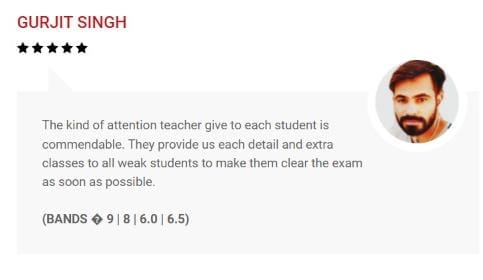 GURJIT SINGH
The kind of attention teacher give to each student is
commendable. They provide us each detail and extra
classes to all weak students to make them clear the exam
as soon as possible.
(BANDS � 9 | 8 | 6.0 | 6.5)